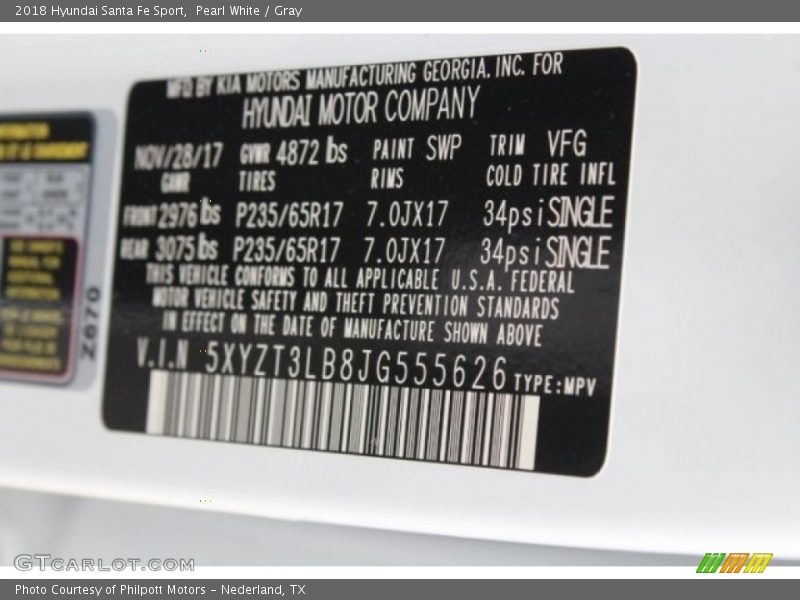 2018 Hyundai Santa Fe Sport,  Pearl White / Gray
MFD BY KIA MOTORS MANUFACTURING GEORGIA. INC. FOR
HYUNDAI MOTOR COMPANY
NOV/28/17 GVWR 4872 lbs PAINT SWP TRIM VFG
GAWR TIRES RIMS COLD TIRE INFL
FRONT 2976 lbs P235/65R17 7.0JX17 34psi SINGLE
REAR 3075 lbs P235/65R17 7.0JX17 34psi SINGLE
THIS VEHICLE CONFORMS TO ALL APPLICABLE U.S.A. FEDERAL
MOTOR VEHICLE SAFETY AND THEFT PREVENTION STANDARDS
IN EFFECT ON THE DATE OF MANUFACTURE SHOWN ABOVE
V.I.N 5XYZT3LB8JG555626 TYPE:MPV
Z67G
GTCARLOT.COM
Photo Courtesy of Philpott Motors - Nederland, TX